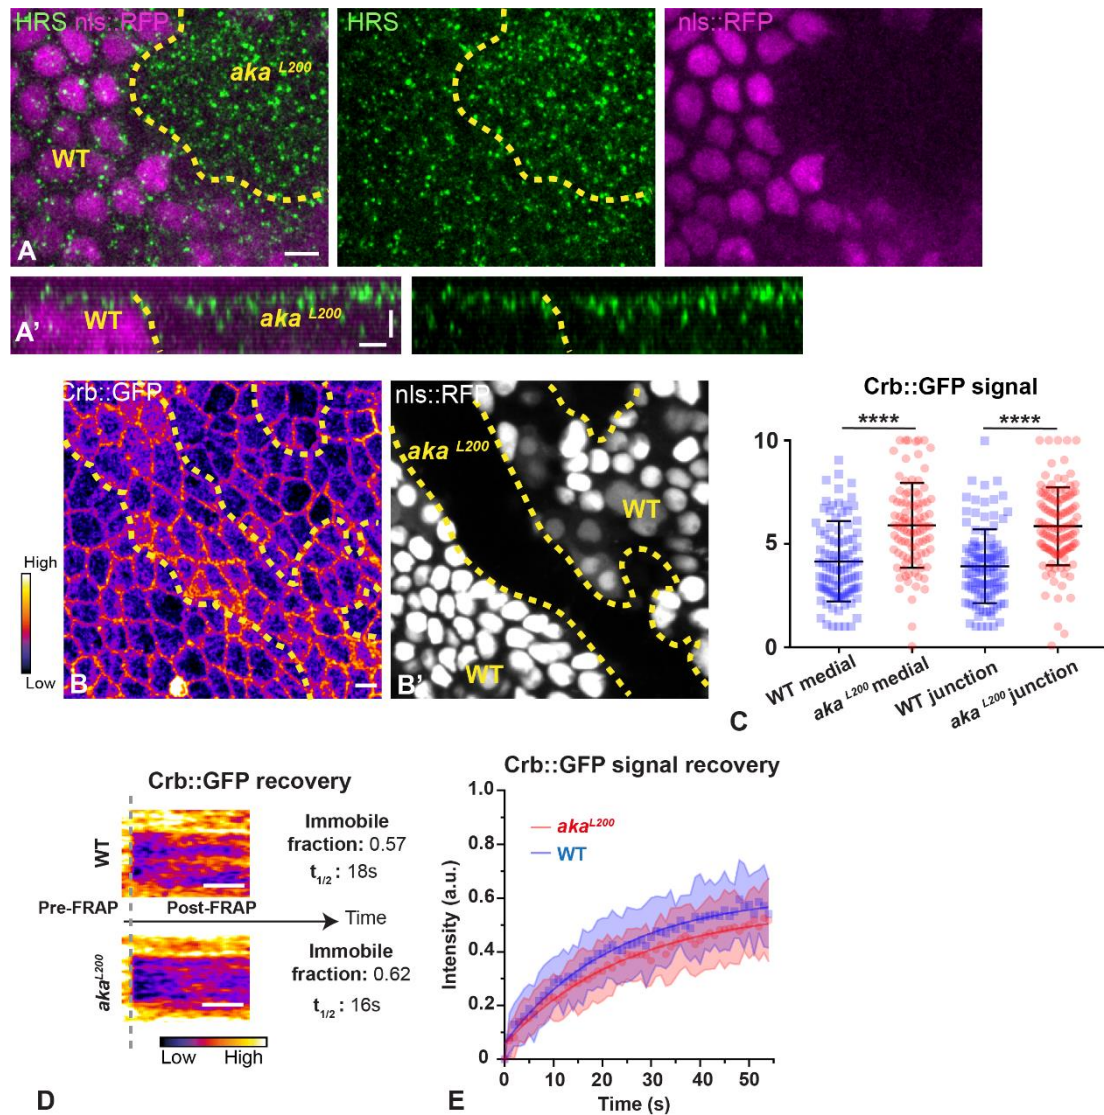 HRS nls::RFP
HRS
nls::RFP
aka L200
WT
A
WT
aka L200
A'
Crb::GFP
nls::RFP
aka L200
WT
WT
High
Low
B
B'
Crb::GFP signal
****
****
10
5
0
WT medial
aka L200 medial
WT junction
aka L200 junction
C
Crb::GFP recovery
WT
Immobile
fraction: 0.57
t1/2 : 18s
Pre-FRAP
Post-FRAP
Time
akaL200
Immobile
fraction: 0.62
t1/2 : 16s
Low
High
D
Crb::GFP signal recovery
Intensity (a.u.)
1.0
0.8
0.6
0.4
0.2
0
akaL200
WT
0
10
20
30
40
50
Time (s)
E